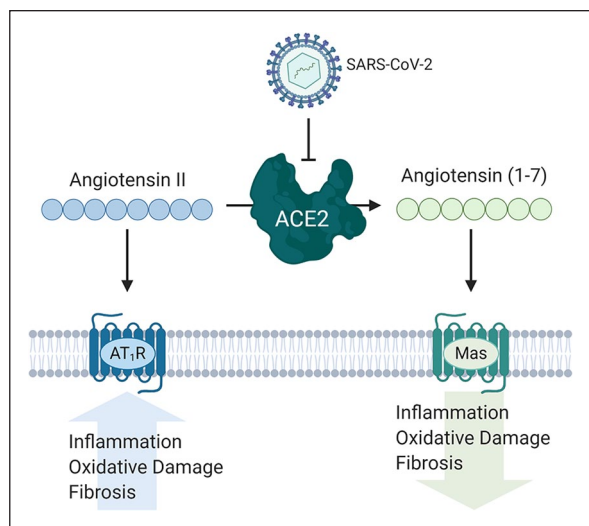 SARS-CoV-2
Angiotensin II
ACE2
Angiotensin (1-7)
AT₁R
Mas
Inflammation
Oxidative Damage
Fibrosis
Inflammation
Oxidative Damage
Fibrosis